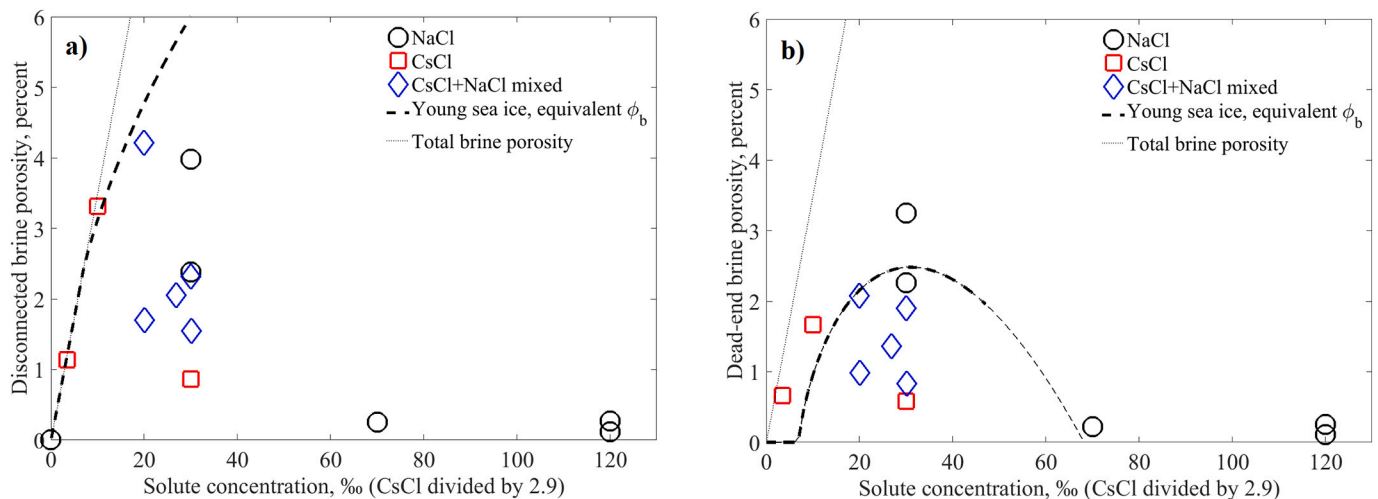 a)
NaCl
CsCl
CsCl+NaCl mixed
Young sea ice, equivalent ϕb
Total brine porosity
Disconnected brine porosity, percent
6
5
4
3
2
1
0
0 20 40 60 80 100 120
Solute concentration, ‰ (CsCl divided by 2.9)
b)
NaCl
CsCl
CsCl+NaCl mixed
Young sea ice, equivalent ϕb
Total brine porosity
Dead-end brine porosity, percent
6
5
4
3
2
1
0
0 20 40 60 80 100 120
Solute concentration, ‰ (CsCl divided by 2.9)